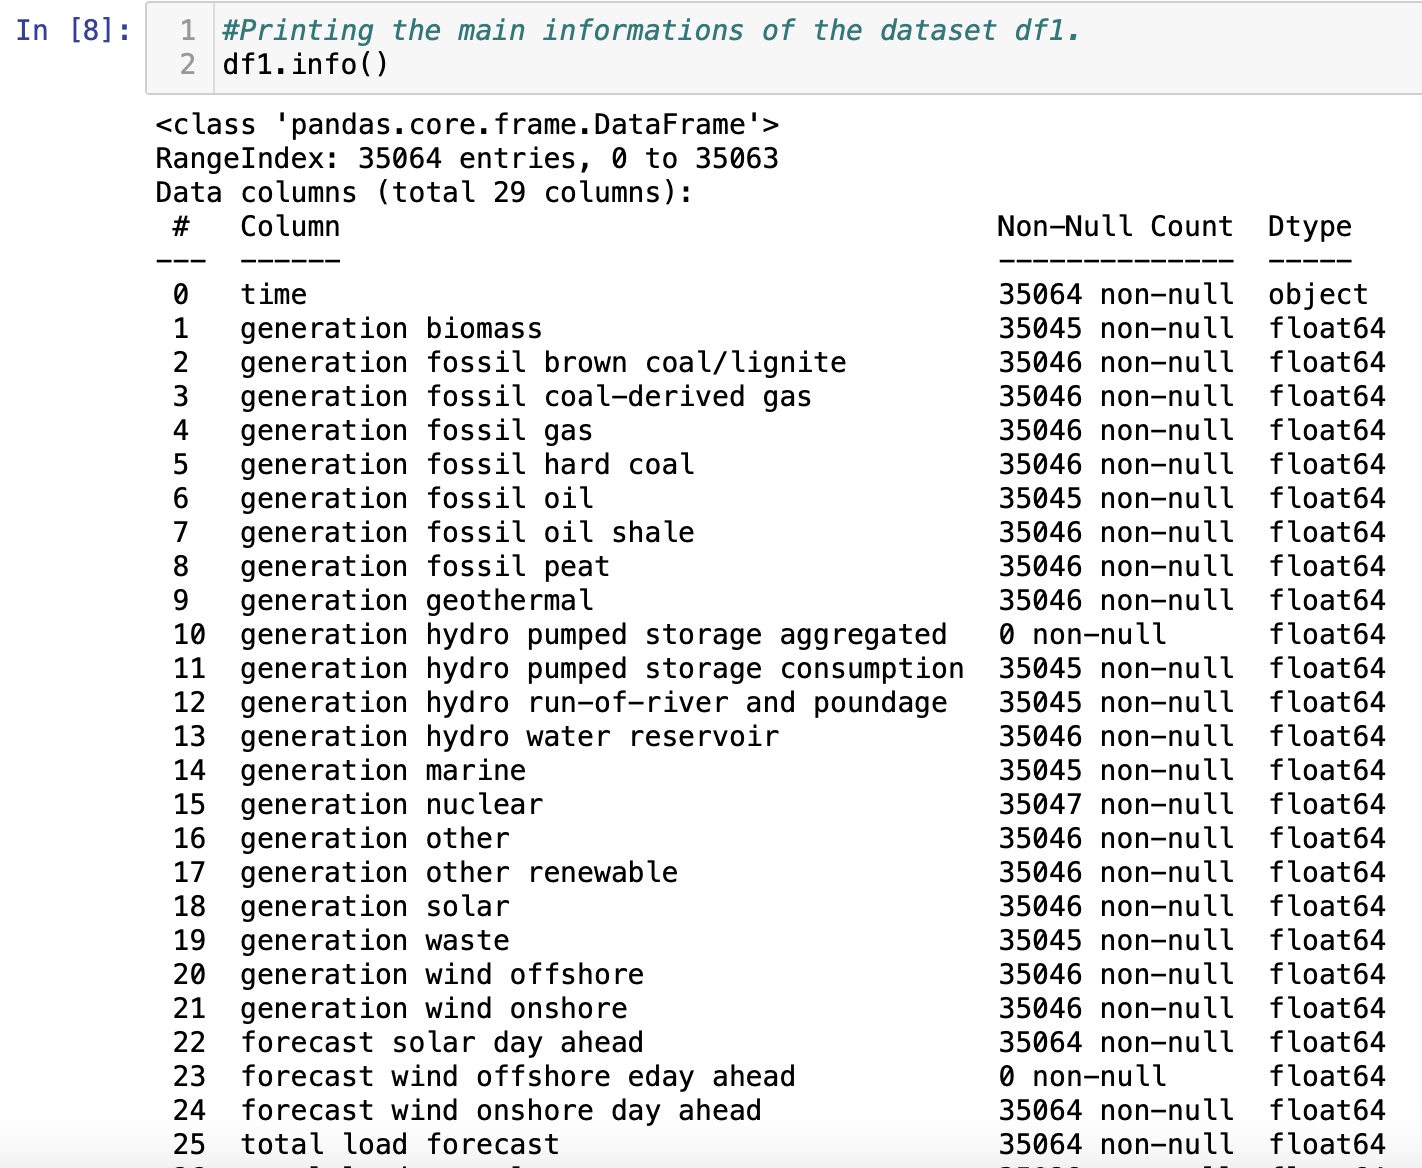 In [8]: 1 #Printing the main informations of the dataset df1.
2 df1.info()
<class 'pandas.core.frame.DataFrame'>
RangeIndex: 35064 entries, 0 to 35063
Data columns (total 29 columns):
# Column Non-Null Count Dtype
--- ------ -------------- -----
0 time 35064 non-null object
1 generation biomass 35045 non-null float64
2 generation fossil brown coal/lignite 35046 non-null float64
3 generation fossil coal-derived gas 35046 non-null float64
4 generation fossil gas 35046 non-null float64
5 generation fossil hard coal 35046 non-null float64
6 generation fossil oil 35045 non-null float64
7 generation fossil oil shale 35046 non-null float64
8 generation fossil peat 35046 non-null float64
9 generation geothermal 35046 non-null float64
10 generation hydro pumped storage aggregated 0 non-null float64
11 generation hydro pumped storage consumption 35045 non-null float64
12 generation hydro run-of-river and poundage 35045 non-null float64
13 generation hydro water reservoir 35046 non-null float64
14 generation marine 35045 non-null float64
15 generation nuclear 35047 non-null float64
16 generation other 35046 non-null float64
17 generation other renewable 35046 non-null float64
18 generation solar 35046 non-null float64
19 generation waste 35045 non-null float64
20 generation wind offshore 35046 non-null float64
21 generation wind onshore 35046 non-null float64
22 forecast solar day ahead 35064 non-null float64
23 forecast wind offshore eday ahead 0 non-null float64
24 forecast wind onshore day ahead 35064 non-null float64
25 total load forecast 35064 non-null float64